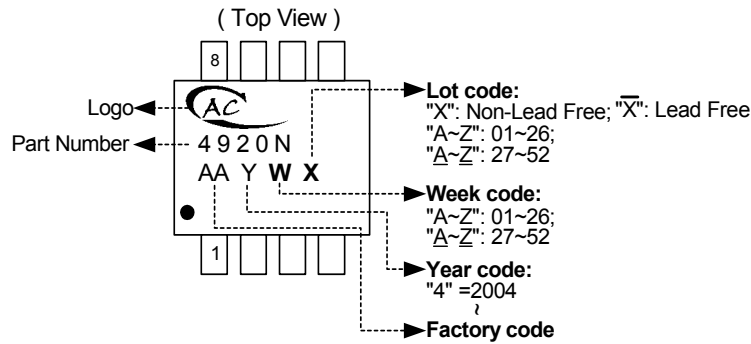 ( Top View )
8
AC
Logo
4920N
Part Number
AA Y W X
1
Lot code:
"X": Non-Lead Free; "X̅": Lead Free
"A~Z": 01~26;
"A̲~Z̲": 27~52
Week code:
"A~Z": 01~26;
"A̲~Z̲": 27~52
Year code:
"4" =2004
~
Factory code